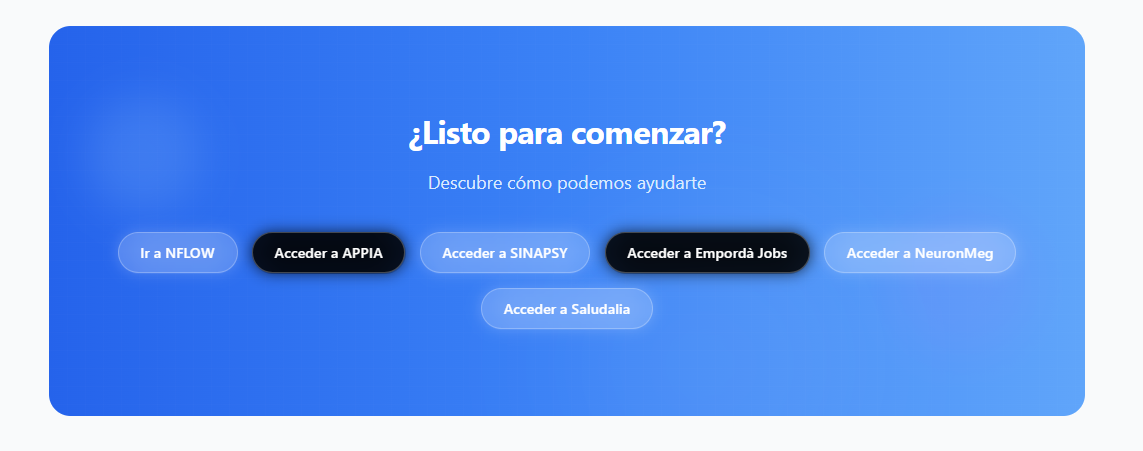 ¿Listo para comenzar?
Descubre cómo podemos ayudarte
Ir a NFLOW
Acceder a APPIA
Acceder a SINAPSY
Acceder a Empordà Jobs
Acceder a NeuronMeg
Acceder a Saludalia